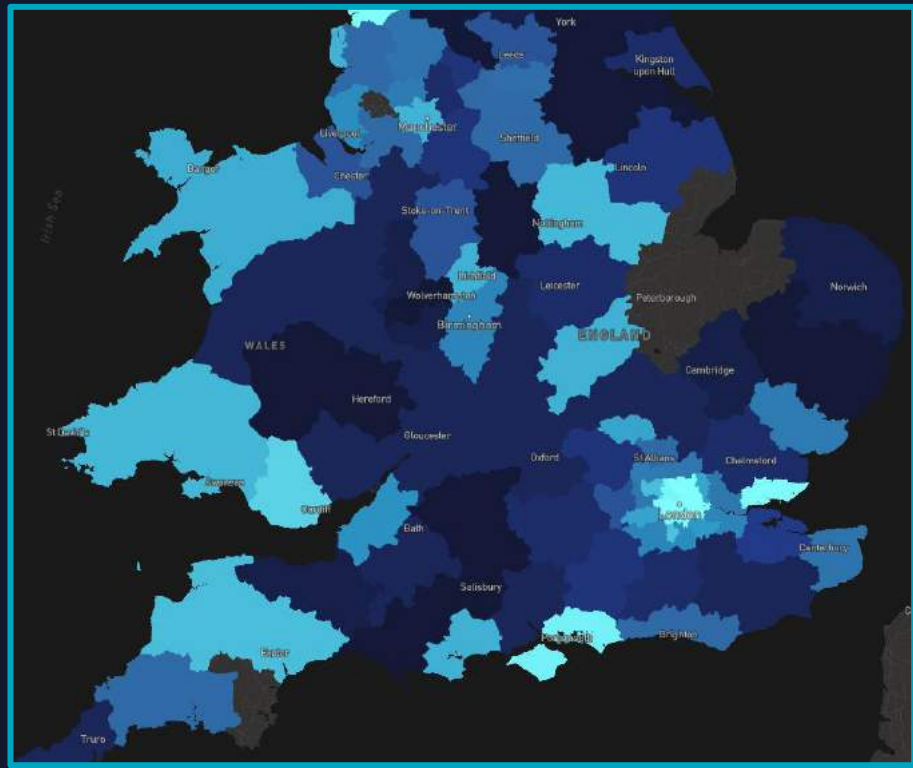 York
Leeds
Kingston
upon Hull
Irish Sea
Liverpool
Manchester
Sheffield
Bangor
Chester
Lincoln
Stoke-on-Trent
Nottingham
Lichfield
Wolverhampton
Leicester
Peterborough
Norwich
Birmingham
ENGLAND
WALES
Cambridge
Hereford
St Davids
Gloucester
Oxford
St Albans
Chelmsford
Swansea
Cardiff
London
Bath
Canterbury
Salisbury
Portsmouth
Brighton
Exeter
Truro